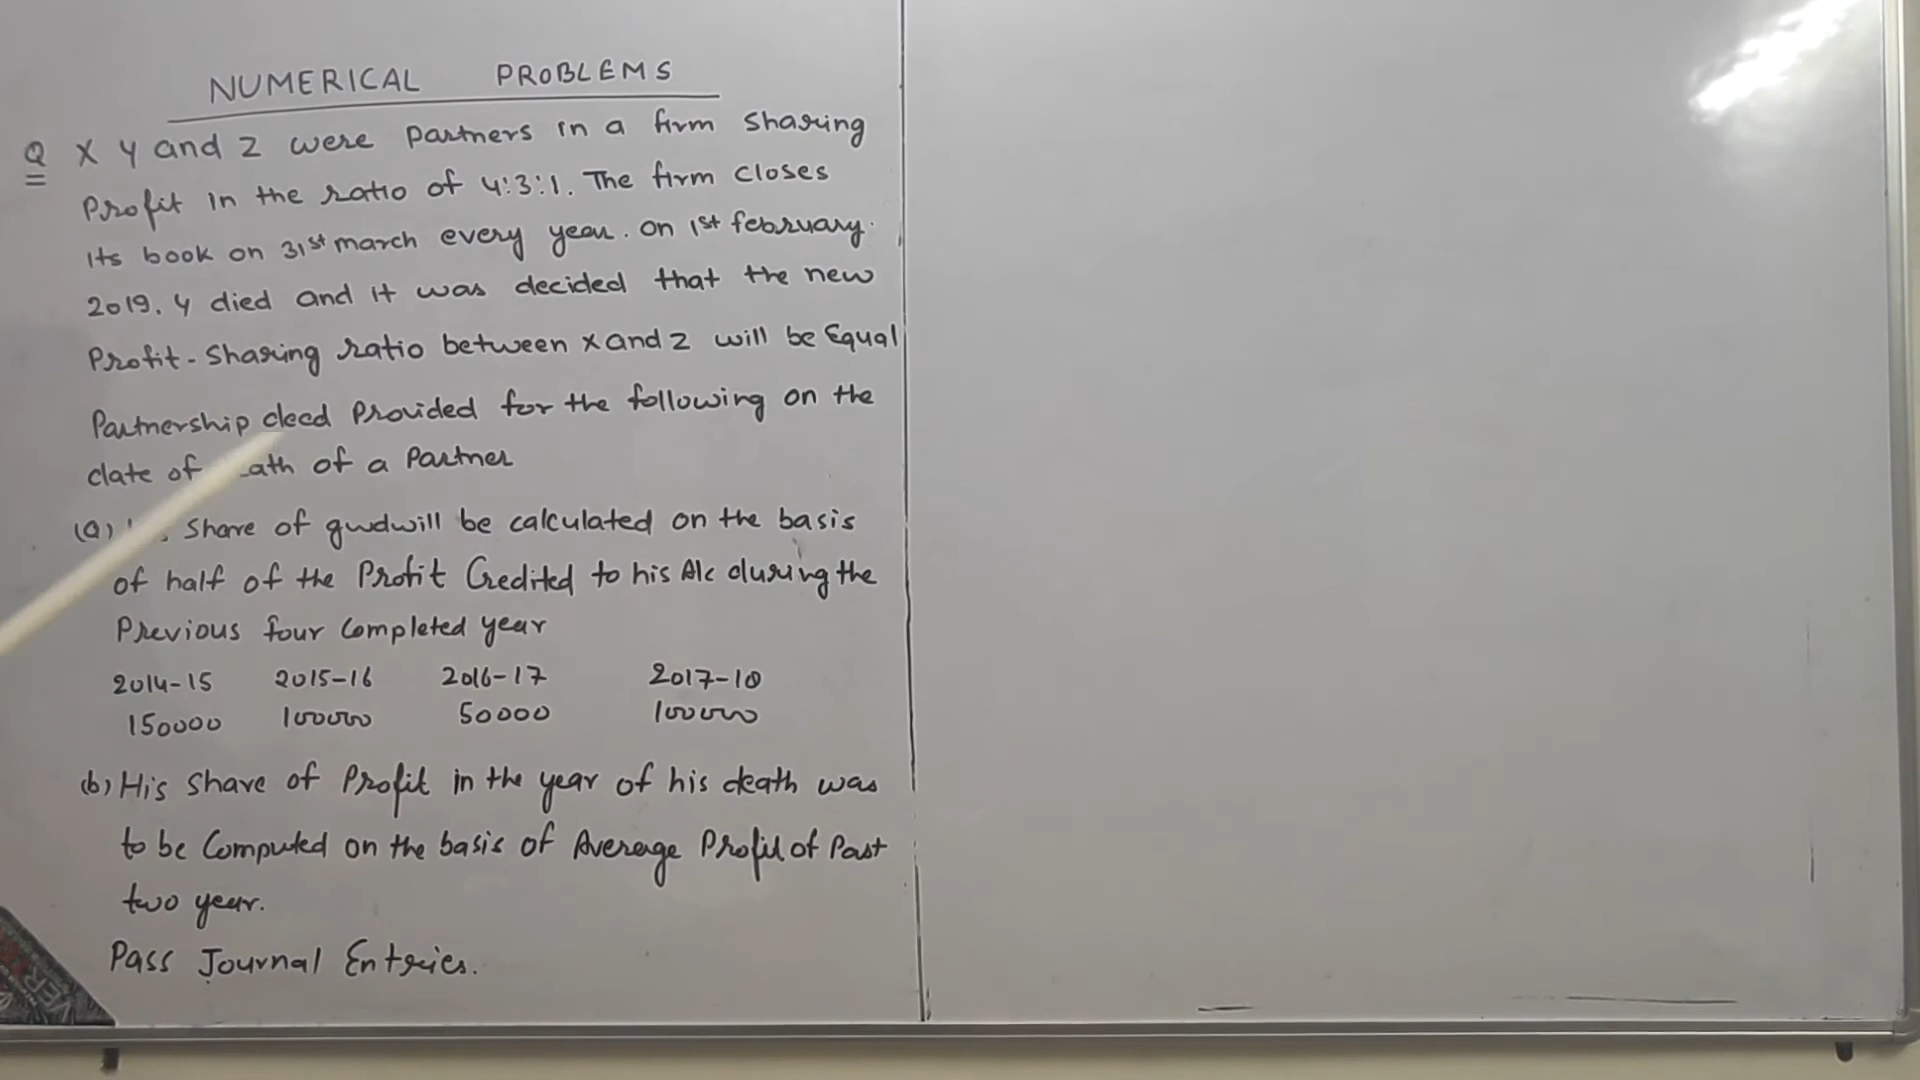 NUMERICAL PROBLEMS
Q X Y and Z were Partners in a firm Sharing
Profit in the ratio of 4:3:1. The firm closes
its book on 31st march every year. on 1st february
2019. Y died and it was decided that the new
Profit-Sharing ratio between X and Z will be Equal
Partnership deed Provided for the following on the
date of ath of a Partner
(a) Share of goodwill be calculated on the basis
of half of the Profit Credited to his A/c during the
Previous four Completed year
2014-15 2015-16 2016-17 2017-18
150000 100000 50000 100000
(b) His Share of Profit in the year of his death was
to be Computed on the basis of Average Profit of Past
two year.
Pass Journal Entries.